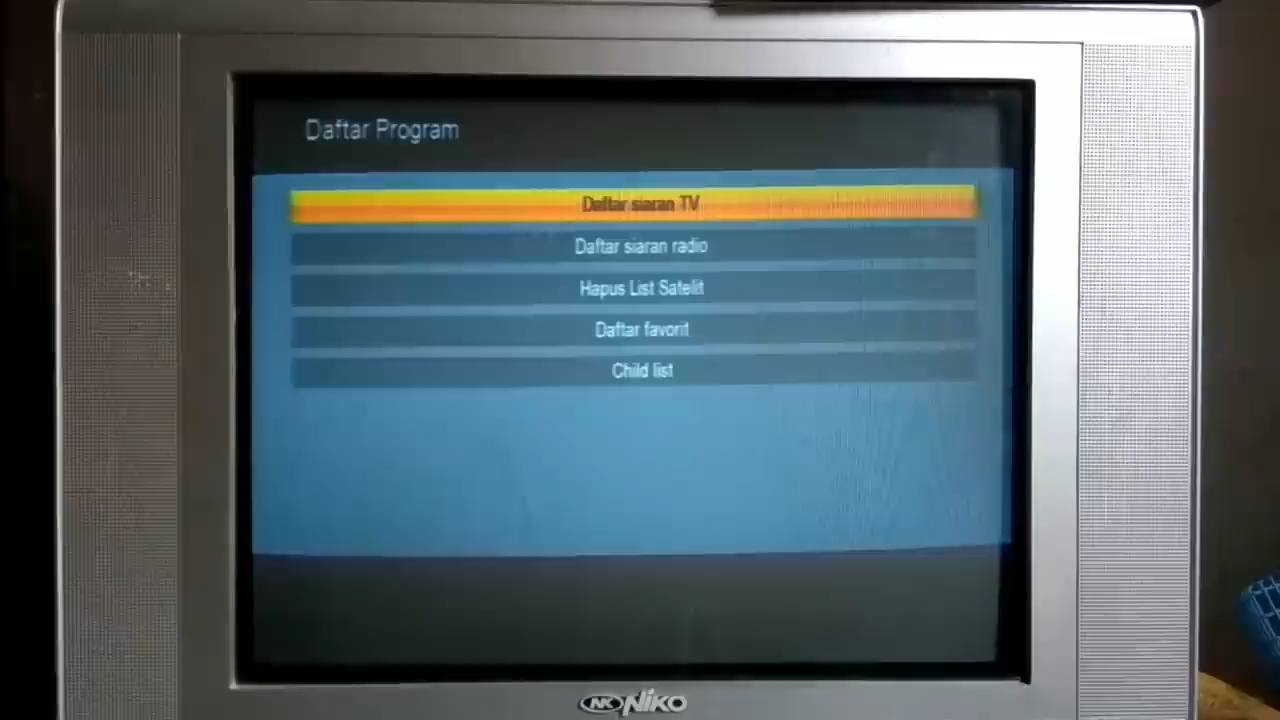 Daftar Program
Daftar siaran TV
Daftar siaran radio
Hapus List Satelit
Daftar favorit
Child list
NK Niko